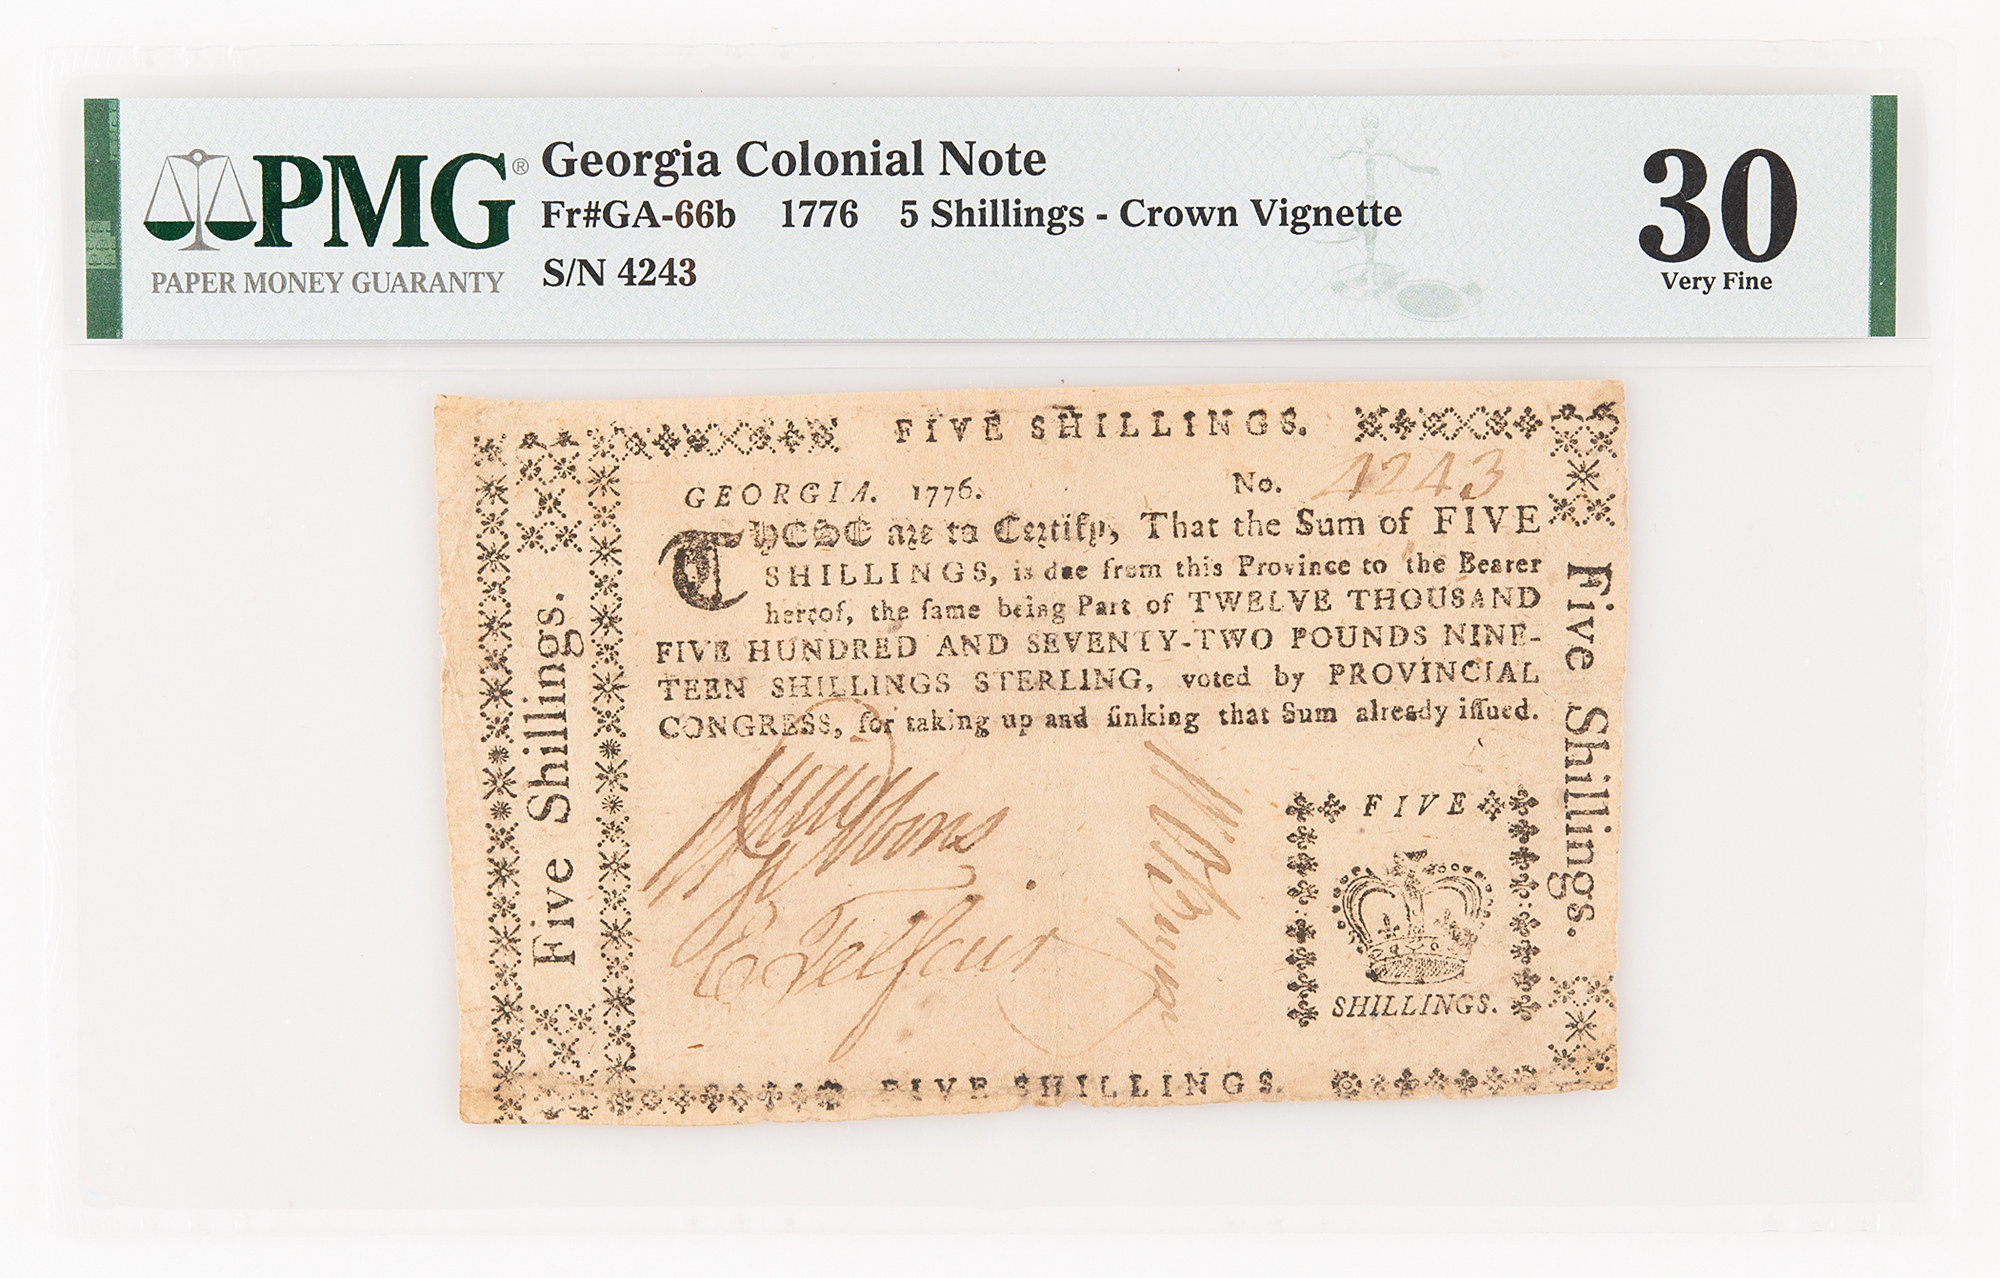 PMG®
PAPER MONEY GUARANTY
Georgia Colonial Note
Fr#GA-66b 1776 5 Shillings - Crown Vignette
S/N 4243
30
Very Fine
FIVE SHILLINGS.
GEORGIA. 1776. No. 4243
THESE are to Certify, That the Sum of FIVE
SHILLINGS, is due from this Province to the Bearer
hereof, the ſame being Part of TWELVE THOUSAND
FIVE HUNDRED AND SEVENTY-TWO POUNDS NINE-
TEEN SHILLINGS STERLING, voted by PROVINCIAL
CONGRESS, for taking up and ſinking that Sum already iſſued.
Five Shillings.
Five Shillings.
Wm Gibbons
E Telfair
FIVE
SHILLINGS.
FIVE SHILLINGS.